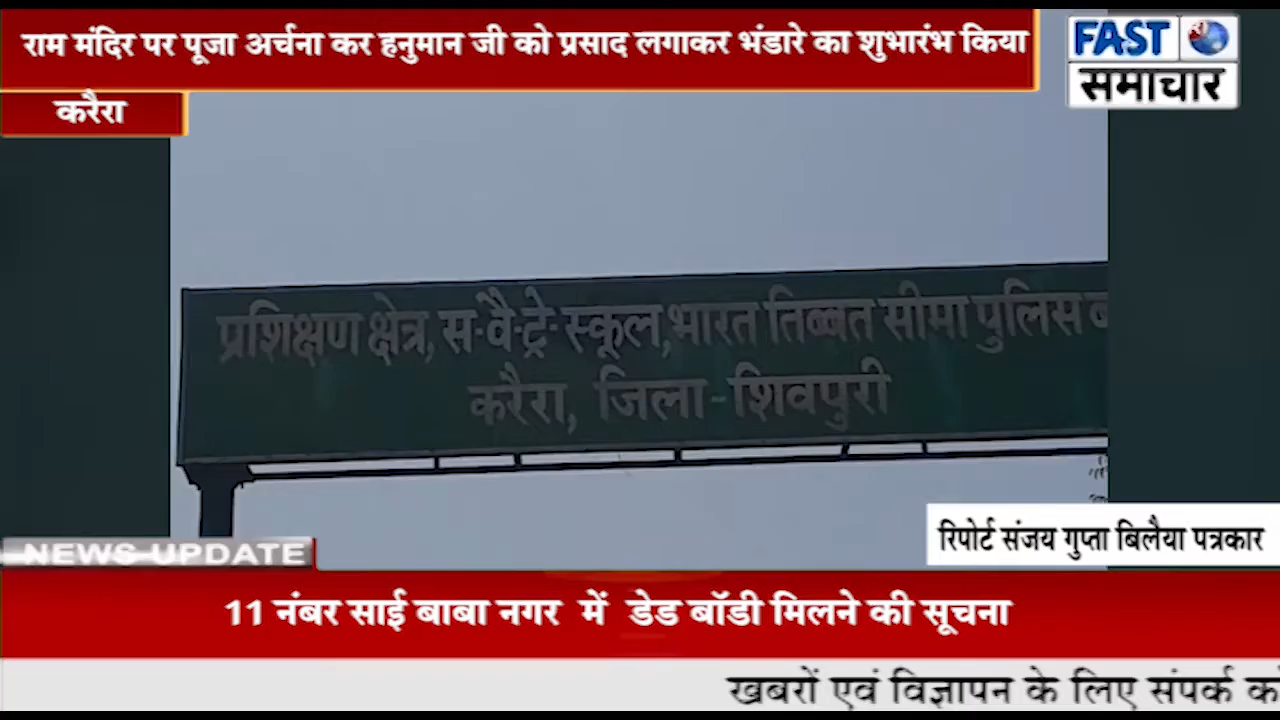 राम मंदिर पर पूजा अर्चना कर हनुमान जी को प्रसाद लगाकर भंडारे का शुभारंभ किया
FAST
समाचार
करैरा
प्रशिक्षण क्षेत्र, स-वै-ट्रे- स्कूल,भारत तिब्बत सीमा पुलिस
करैरा, जिला-शिवपुरी
रिपोर्ट संजय गुप्ता बिलैया पत्रकार
NEWS UPDATE
11 नंबर साई बाबा नगर में डेड बॉडी मिलने की सूचना
खबरों एवं विज्ञापन के लिए संपर्क